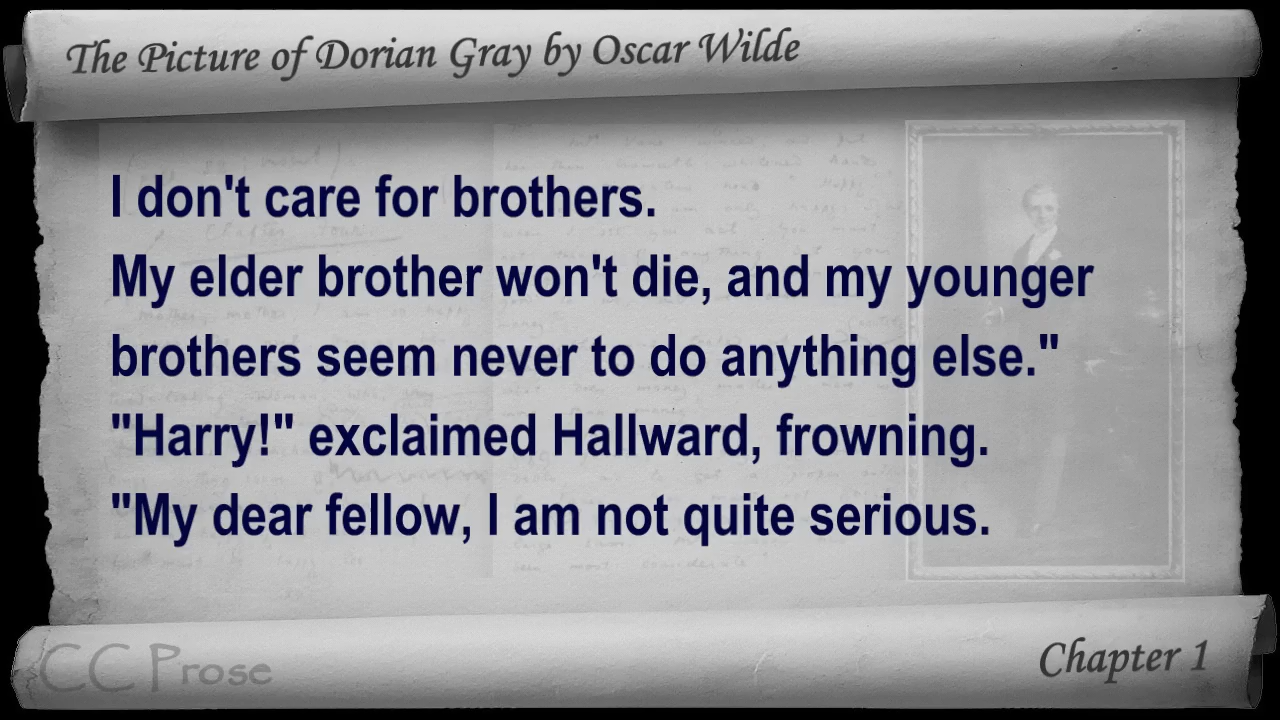 The Picture of Dorian Gray by Oscar Wilde
I don't care for brothers.
My elder brother won't die, and my younger
brothers seem never to do anything else."
"Harry!" exclaimed Hallward, frowning.
"My dear fellow, I am not quite serious.
CC Prose
Chapter 1